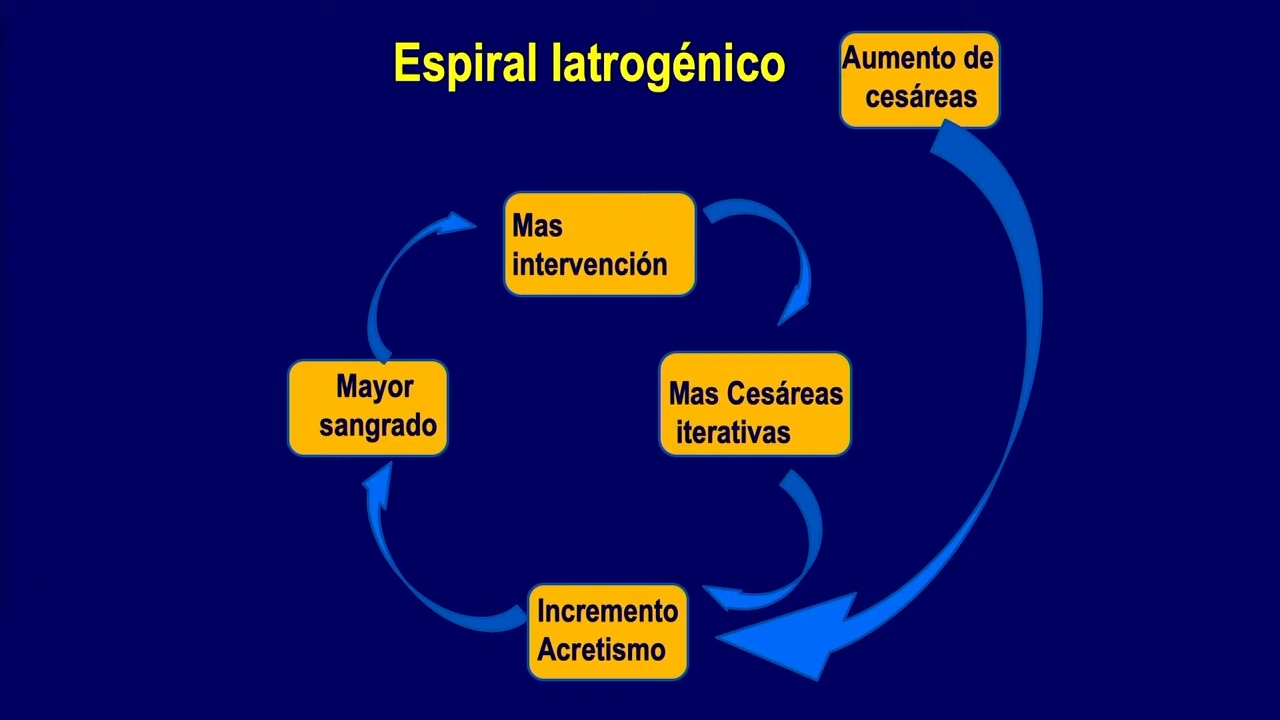 Espiral Iatrogénico
Aumento de
cesáreas
Mas
intervención
Mas Cesáreas
iterativas
Incremento
Acretismo
Mayor
sangrado